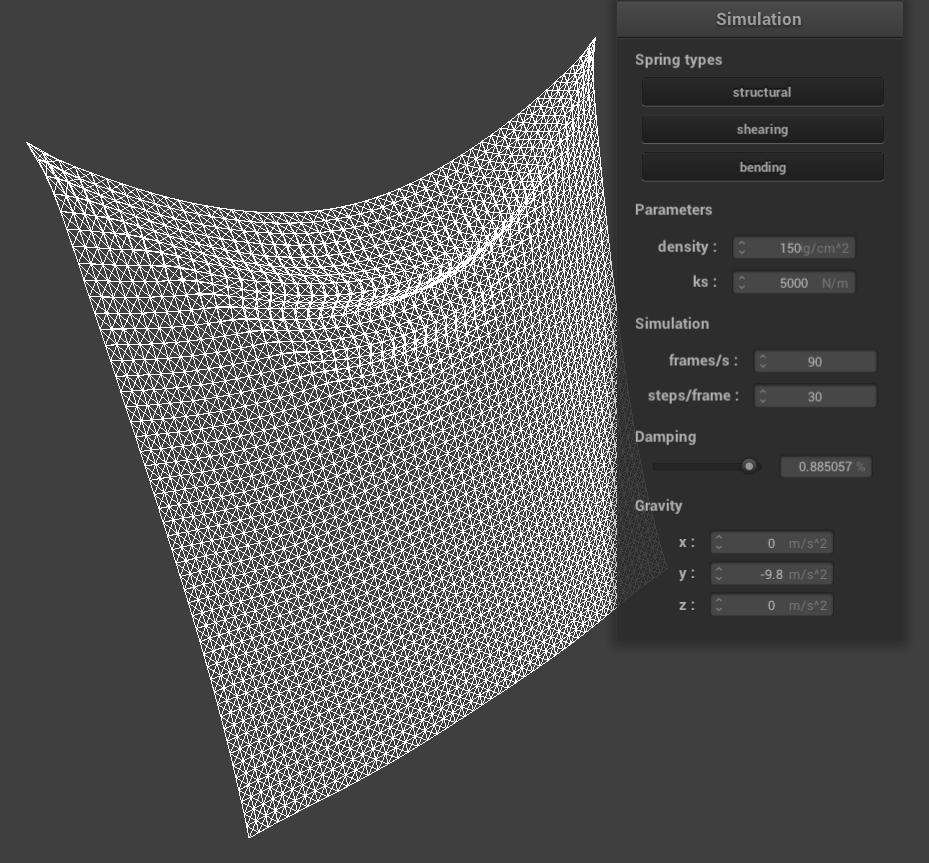 Simulation
Spring types
structural
shearing
bending
Parameters
density : 150 g/cm^2
ks : 5000 N/m
Simulation
frames/s : 90
steps/frame : 30
Damping
0.885057 %
Gravity
x : 0 m/s^2
y : -9.8 m/s^2
z : 0 m/s^2